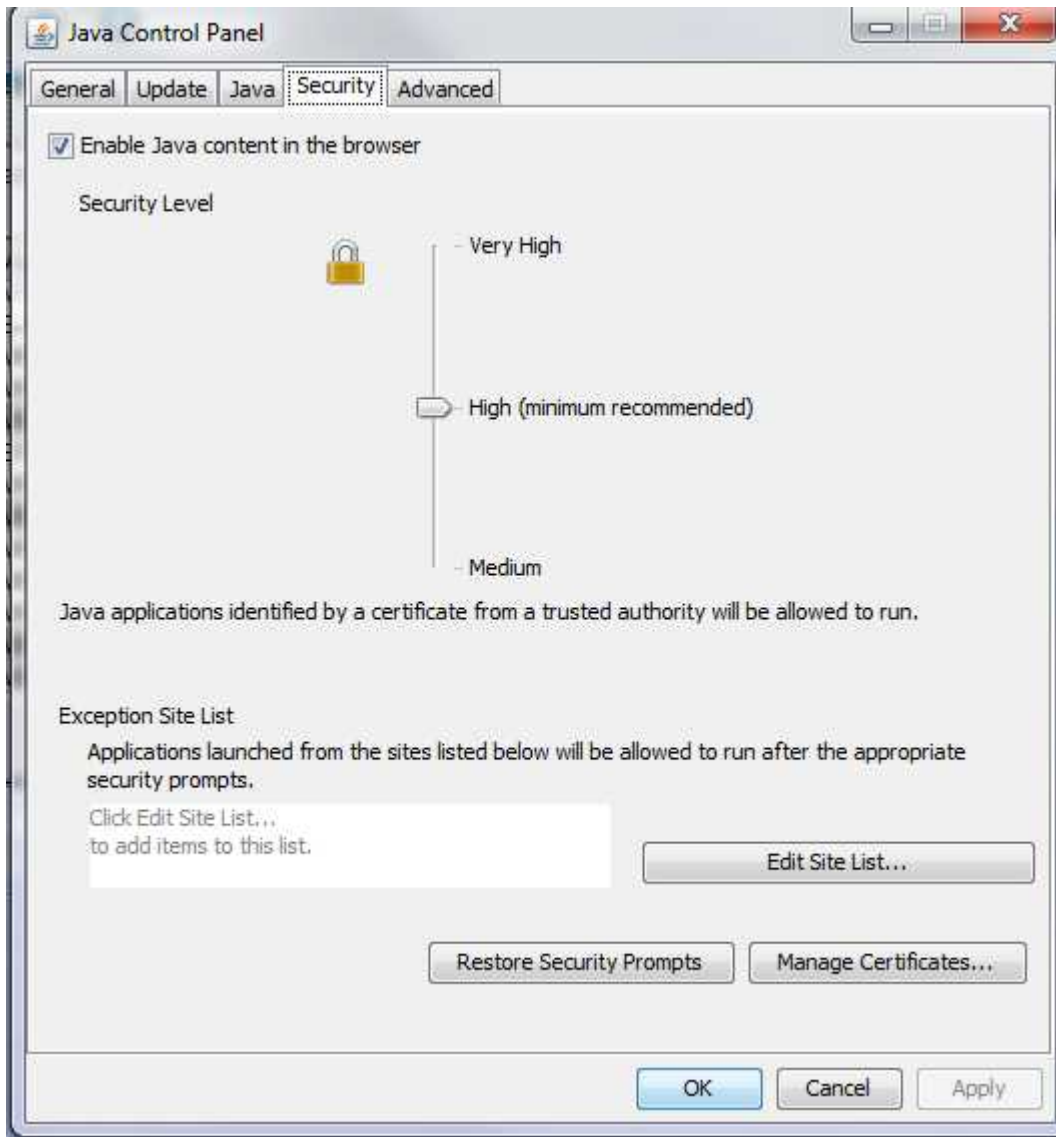 Java Control Panel
General Update Java Security Advanced
Enable Java content in the browser
Security Level
Very High
High (minimum recommended)
Medium
Java applications identified by a certificate from a trusted authority will be allowed to run.
Exception Site List
Applications launched from the sites listed below will be allowed to run after the appropriate
security prompts.
Click Edit Site List...
to add items to this list.
Edit Site List...
Restore Security Prompts Manage Certificates...
OK Cancel Apply